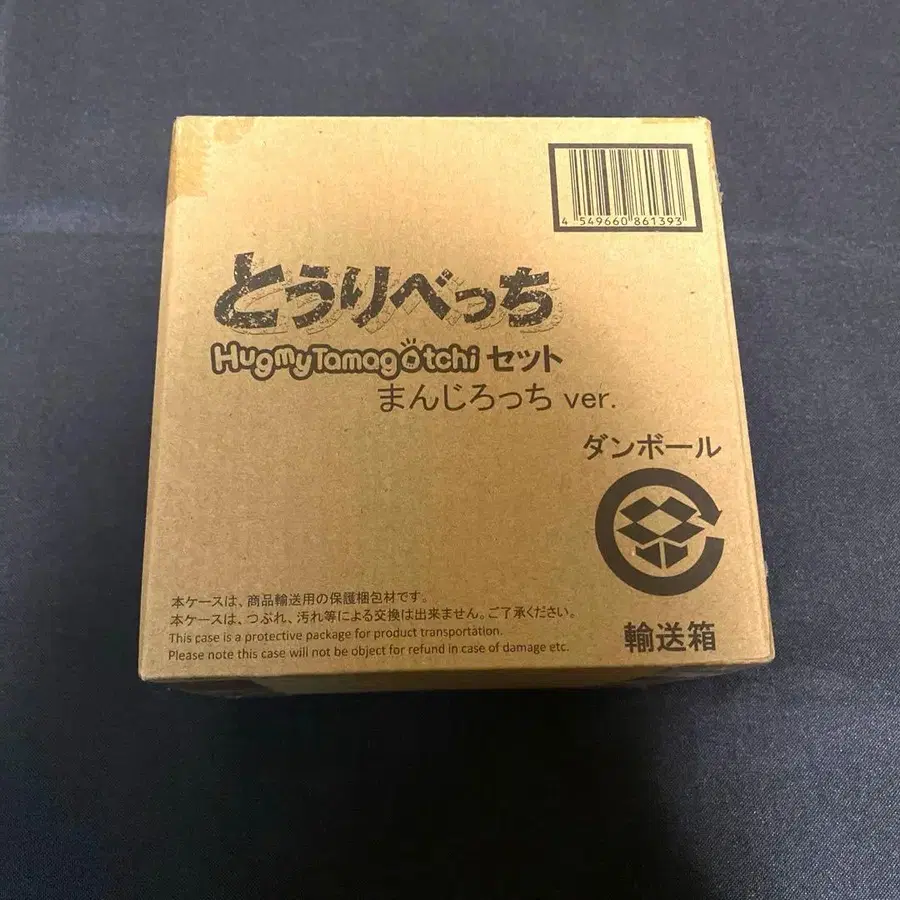 4 549660 861393
とうりべっち
HugmyTamagotchi セット
まんじろっち ver.
ダンボール
本ケースは、商品輸送用の保護梱包材です。
本ケースは、つぶれ、汚れ等による交換は出来ません。ご了承ください。
This case is a protective package for product transportation.
Please note this case will not be object for refund in case of damage etc.
輸送箱